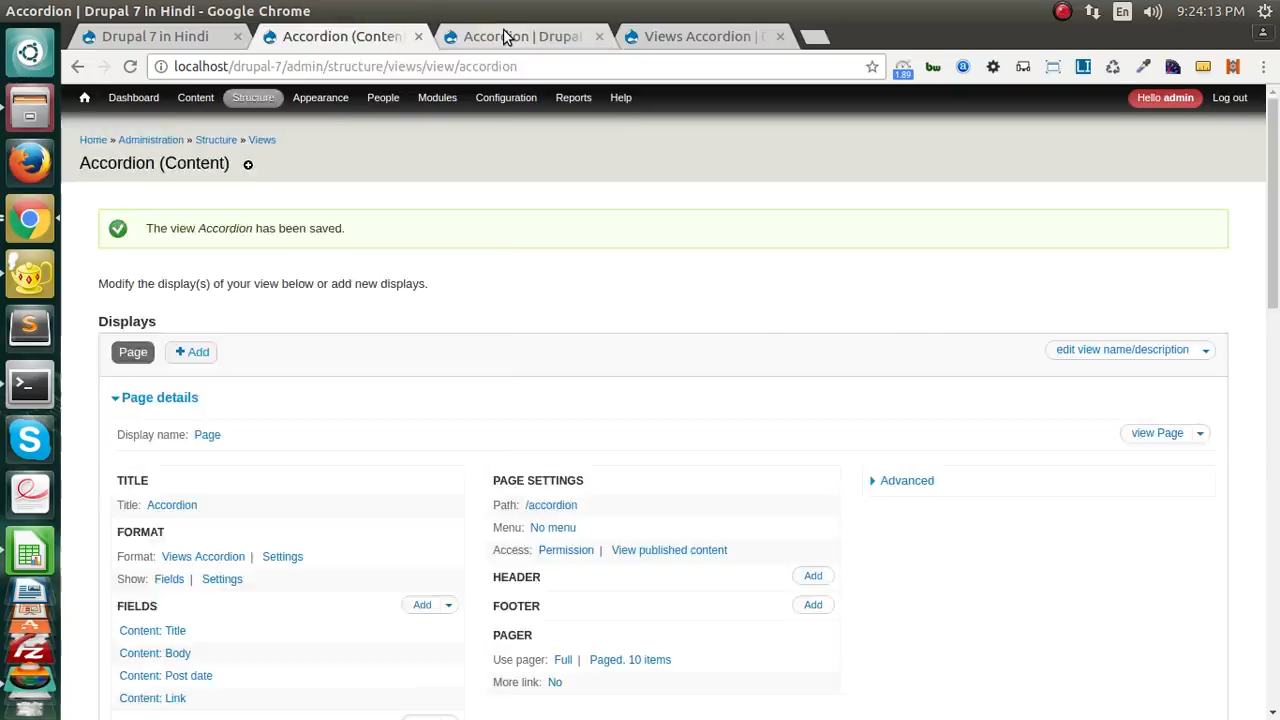 Accordion | Drupal 7 in Hindi - Google Chrome
En
9:24:13 PM
Drupal 7 in Hindi
Accordion (Conten
Accordion | Drupal
Views Accordion | D
localhost/drupal-7/admin/structure/views/view/accordion
1.89
bw
a
LI
Dashboard
Content
Structure
Appearance
People
Modules
Configuration
Reports
Help
Hello admin
Log out
Home » Administration » Structure » Views
Accordion (Content)
The view Accordion has been saved.
Modify the display(s) of your view below or add new displays.
Displays
Page
Add
edit view name/description
Page details
Display name: Page
view Page
TITLE
Title: Accordion
FORMAT
Format: Views Accordion | Settings
Show: Fields | Settings
FIELDS
Add
Content: Title
Content: Body
Content: Post date
Content: Link
PAGE SETTINGS
Path: /accordion
Menu: No menu
Access: Permission | View published content
HEADER
Add
FOOTER
Add
PAGER
Use pager: Full | Paged. 10 items
More link: No
Advanced